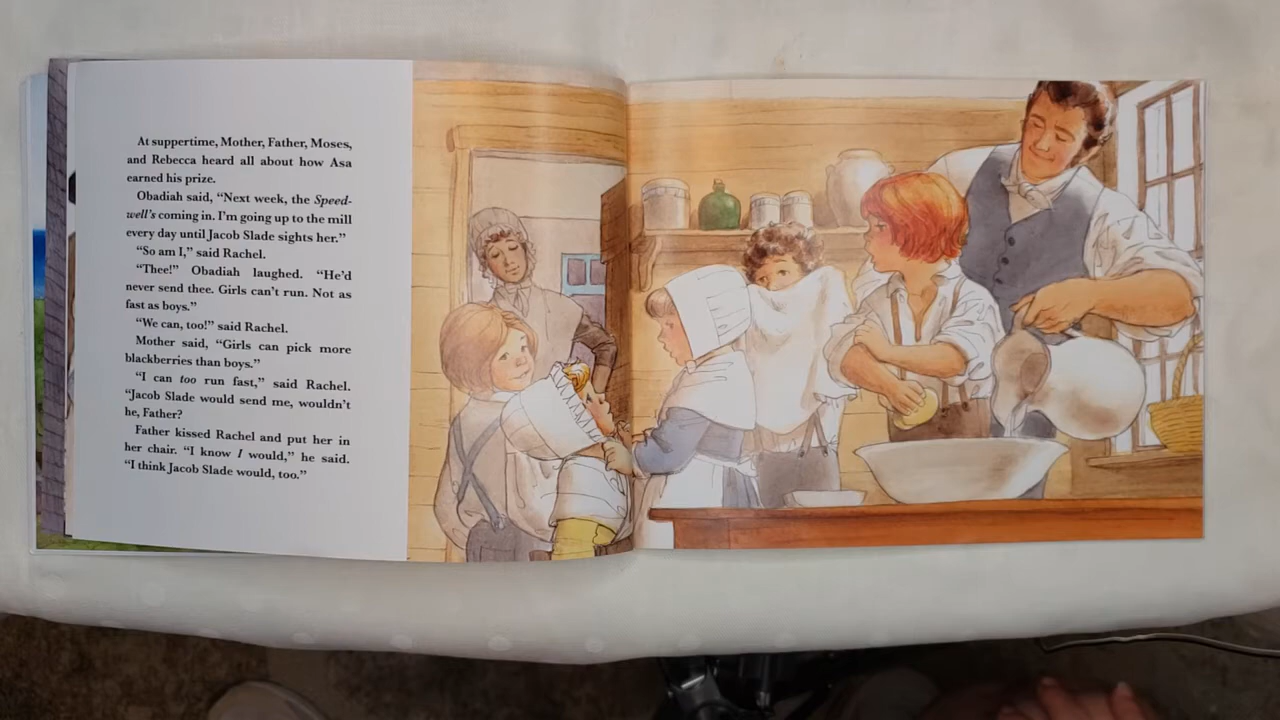 At suppertime, Mother, Father, Moses,
and Rebecca heard all about how Asa
earned his prize.
Obadiah said, “Next week, the Speed-
well’s coming in. I’m going up to the mill
every day until Jacob Slade sights her.”
“So am I,” said Rachel.
“Thee!” Obadiah laughed. “He’d
never send thee. Girls can’t run. Not as
fast as boys.”
“We can, too!” said Rachel.
Mother said, “Girls can pick more
blackberries than boys.”
“I can too run fast,” said Rachel.
“Jacob Slade would send me, wouldn’t
he, Father?
Father kissed Rachel and put her in
her chair. “I know I would,” he said.
“I think Jacob Slade would, too.”